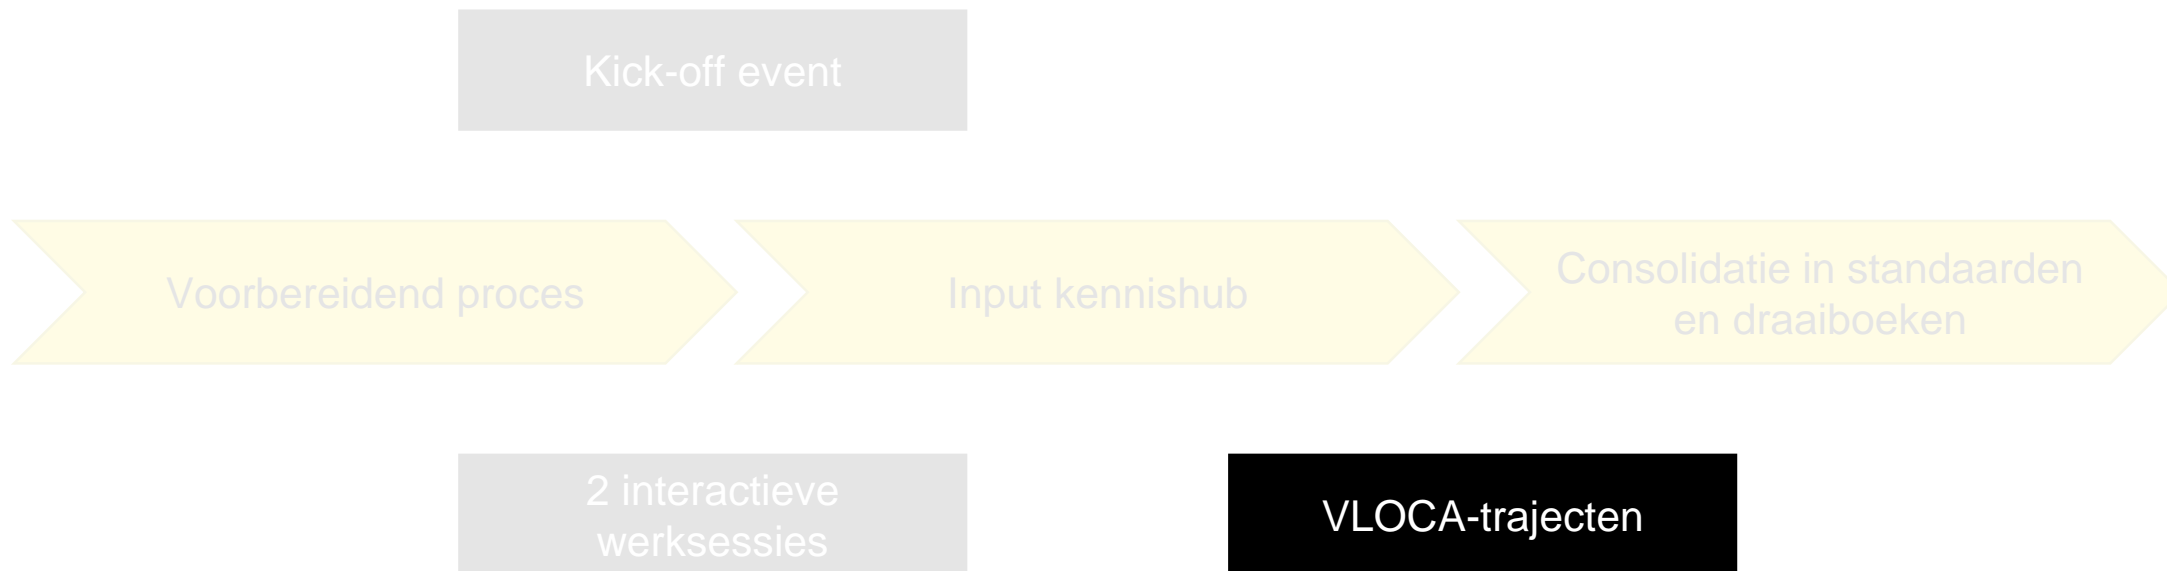 Kick-off event
Voorbereidend proces
Input kennishub
Consolidatie in standaarden
en draaiboeken
2 interactieve
werksessies
VLOCA-trajecten